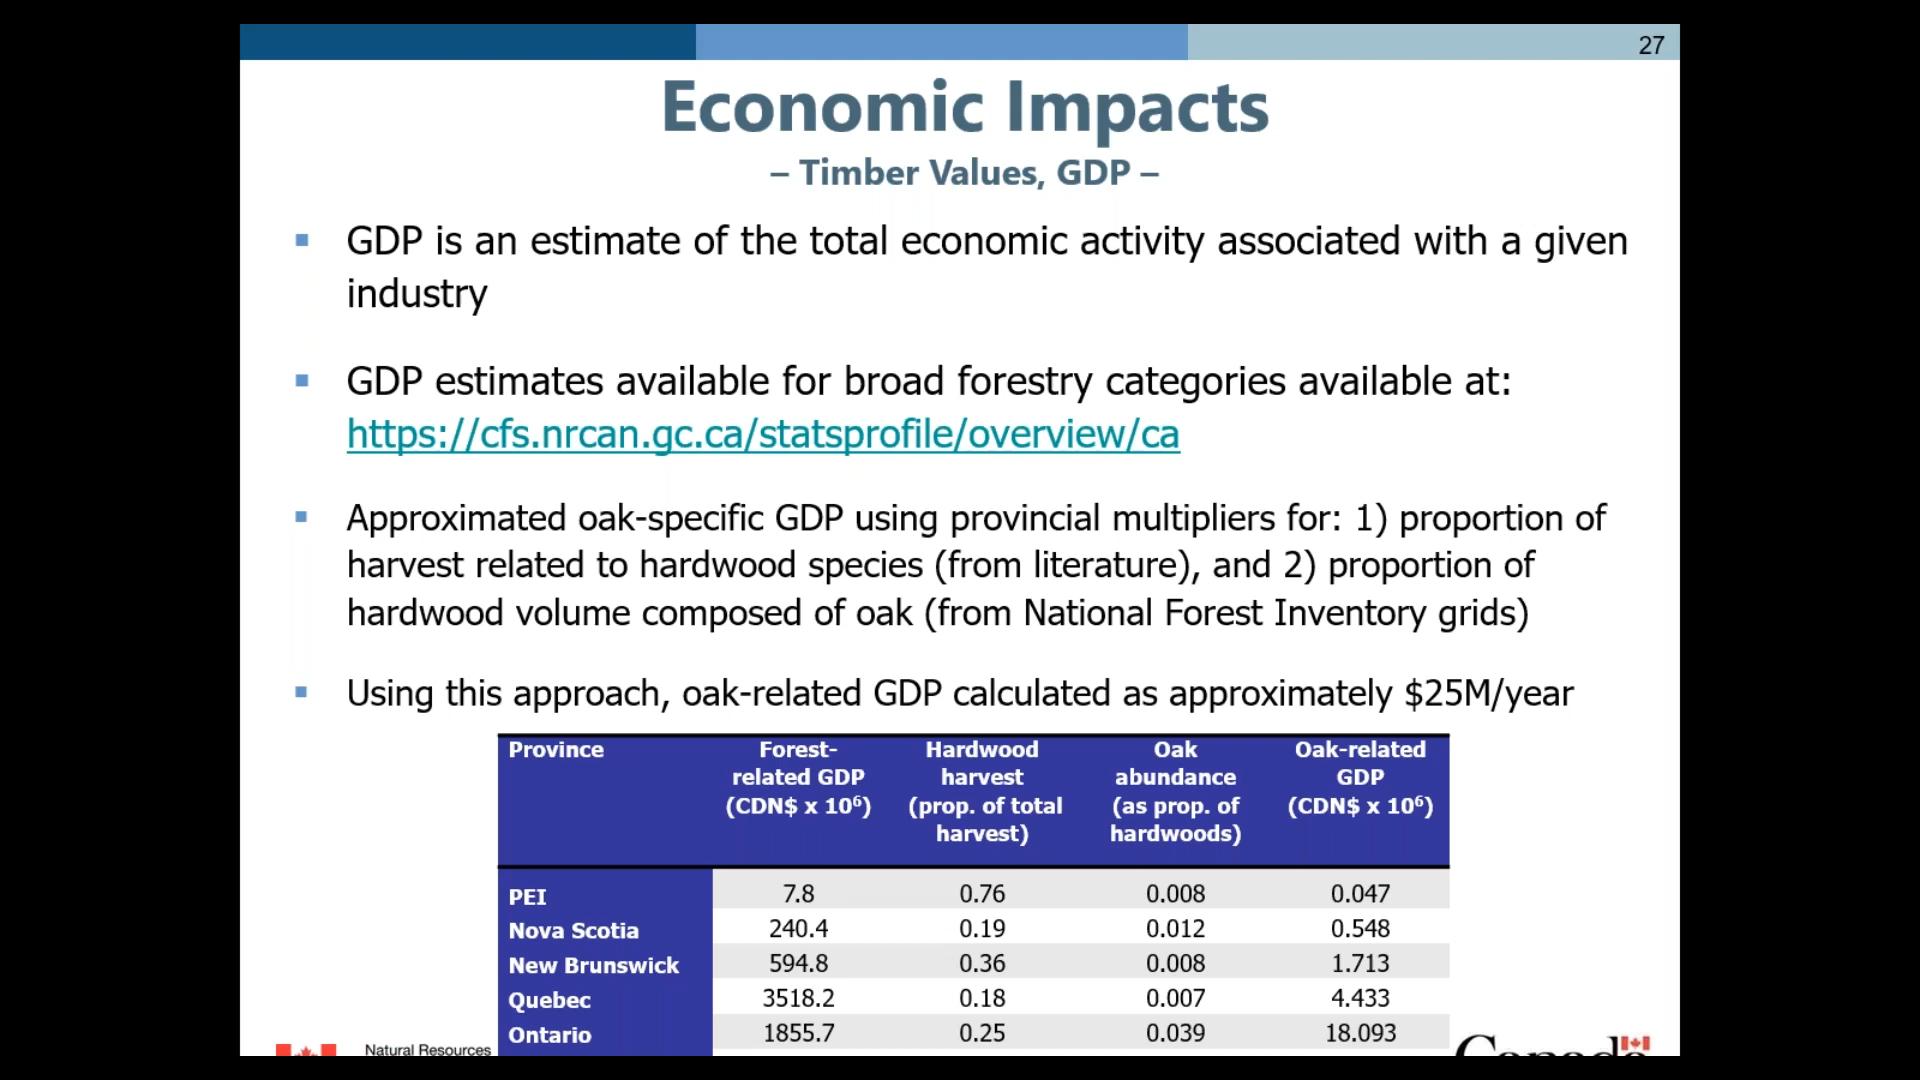 27
Economic Impacts
– Timber Values, GDP –
▪ GDP is an estimate of the total economic activity associated with a given
industry
▪ GDP estimates available for broad forestry categories available at:
https://cfs.nrcan.gc.ca/statsprofile/overview/ca
▪ Approximated oak-specific GDP using provincial multipliers for: 1) proportion of
harvest related to hardwood species (from literature), and 2) proportion of
hardwood volume composed of oak (from National Forest Inventory grids)
▪ Using this approach, oak-related GDP calculated as approximately $25M/year
Province Forest- Hardwood Oak Oak-related
related GDP harvest abundance GDP
(CDN$ x 10⁶) (prop. of total (as prop. of (CDN$ x 10⁶)
harvest) hardwoods)
PEI 7.8 0.76 0.008 0.047
Nova Scotia 240.4 0.19 0.012 0.548
New Brunswick 594.8 0.36 0.008 1.713
Quebec 3518.2 0.18 0.007 4.433
Ontario 1855.7 0.25 0.039 18.093
Natural Resources
Canada